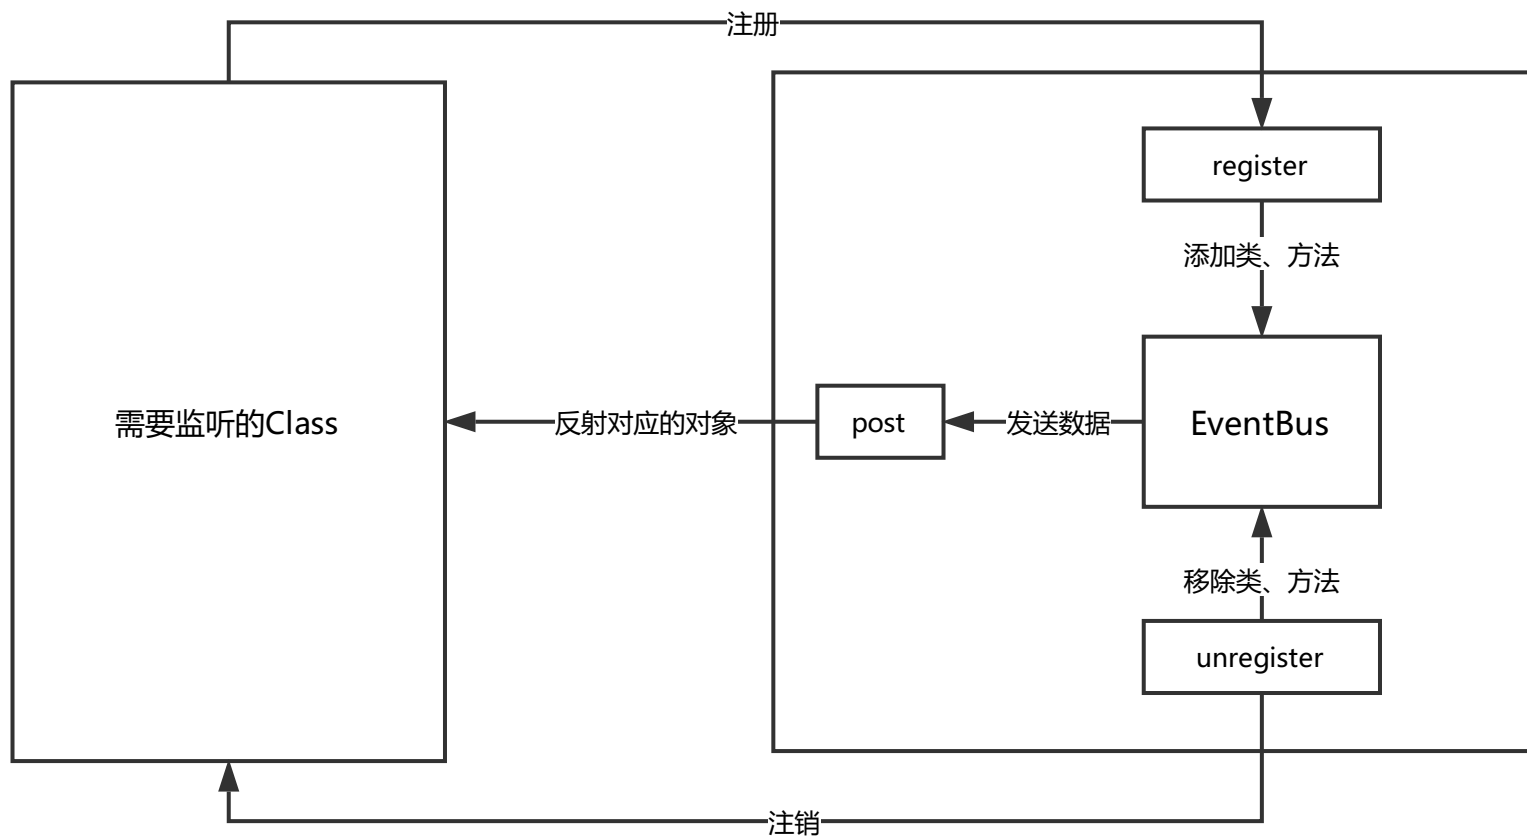 注册
register
添加类、方法
需要监听的Class
反射对应的对象
post
发送数据
EventBus
移除类、方法
unregister
注销